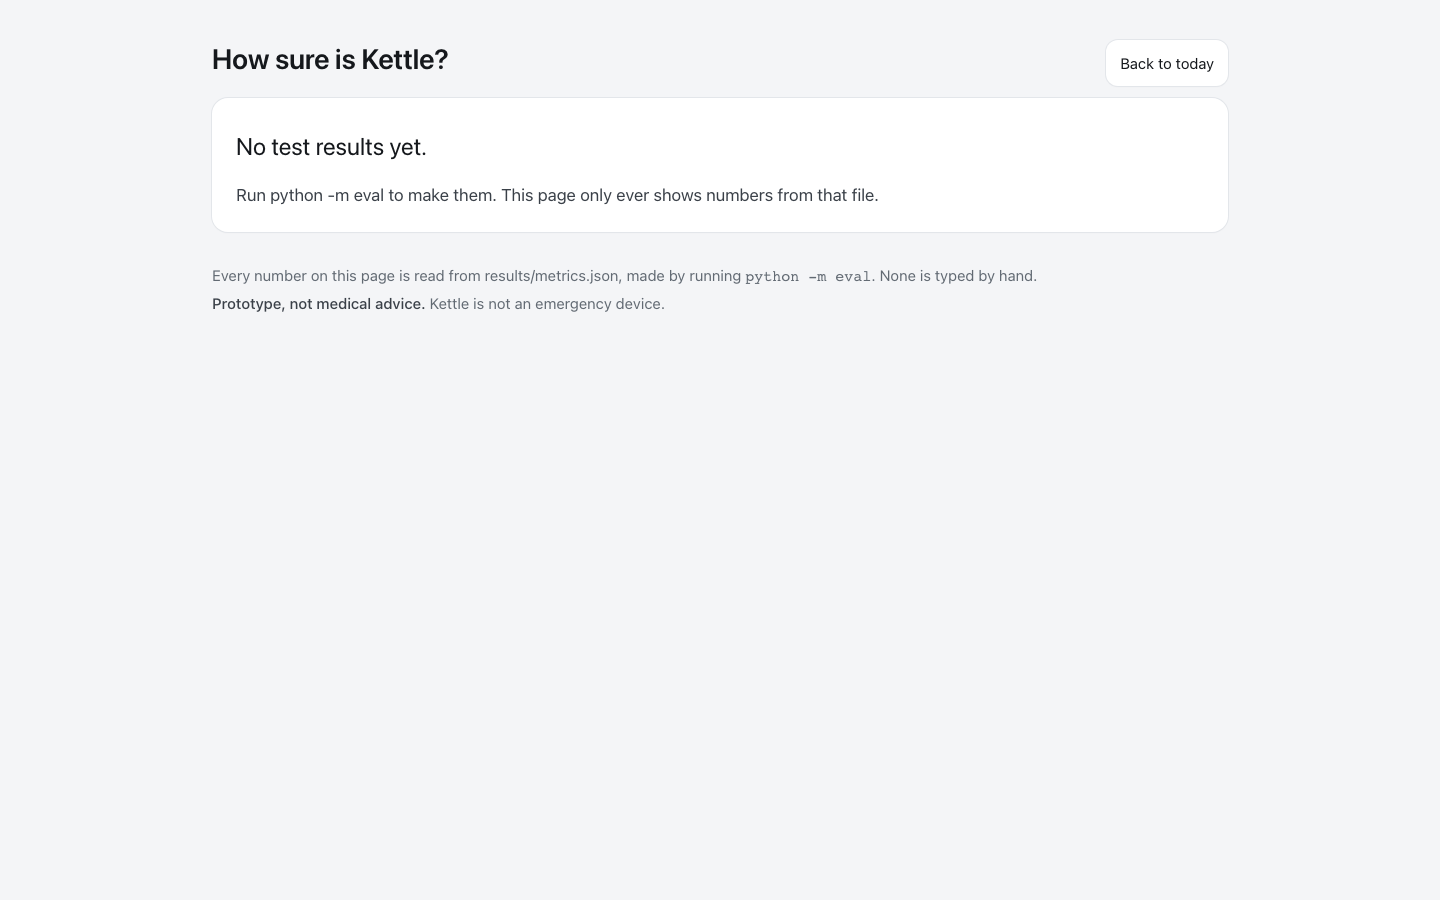 How sure is Kettle?
Back to today
No test results yet.
Run python -m eval to make them. This page only ever shows numbers from that file.
Every number on this page is read from results/metrics.json, made by running python -m eval. None is typed by hand.
Prototype, not medical advice. Kettle is not an emergency device.